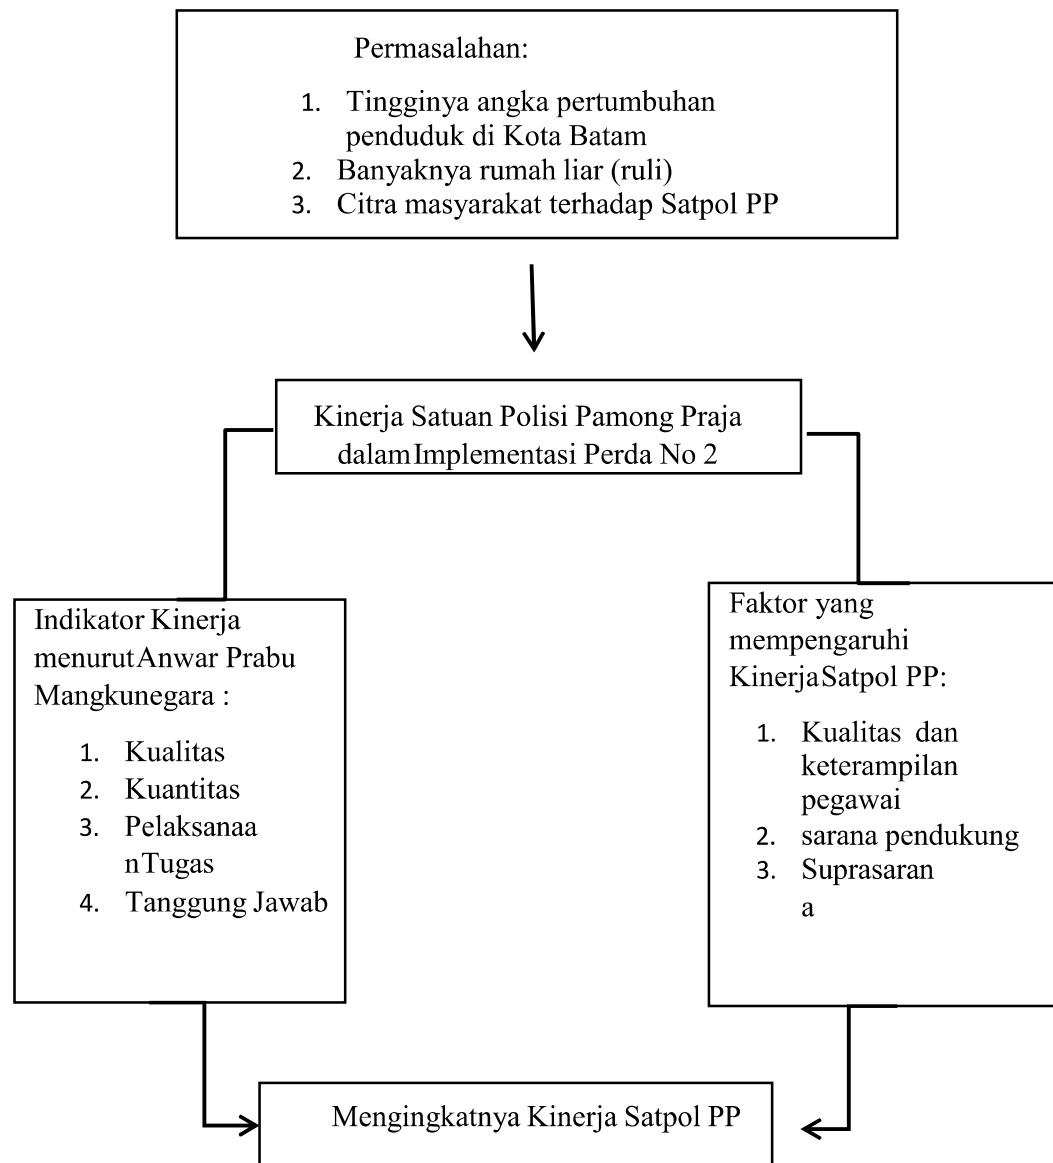 Permasalahan:
1. Tingginya angka pertumbuhan
penduduk di Kota Batam
2. Banyaknya rumah liar (ruli)
3. Citra masyarakat terhadap Satpol PP
Kinerja Satuan Polisi Pamong Praja
dalamImplementasi Perda No 2
Indikator Kinerja
menurutAnwar Prabu
Mangkunegara :
1. Kualitas
2. Kuantitas
3. Pelaksanaa
nTugas
4. Tanggung Jawab
Faktor yang
mempengaruhi
KinerjaSatpol PP:
1. Kualitas dan
keterampilan
pegawai
2. sarana pendukung
3. Suprasaran
a
Mengingkatnya Kinerja Satpol PP